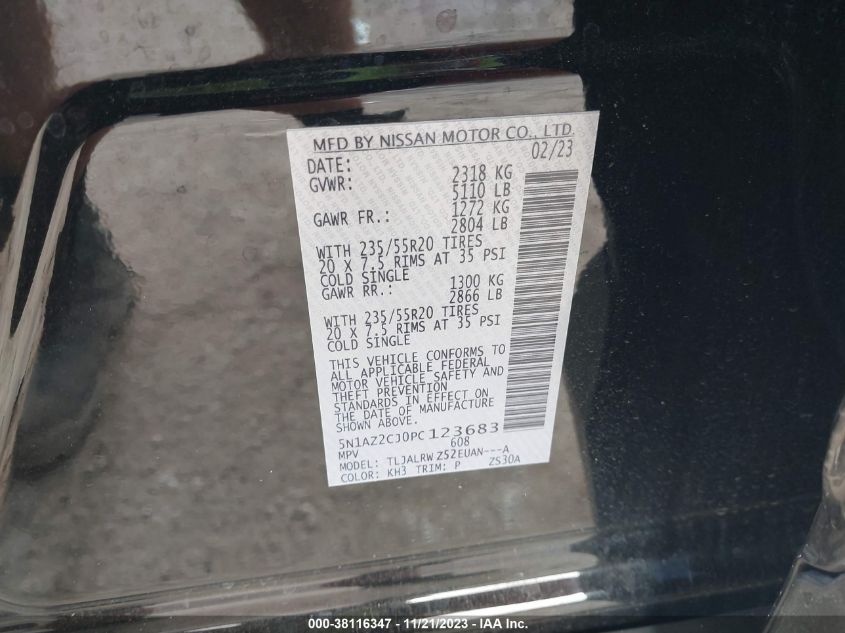 MFD BY NISSAN MOTOR CO., LTD.
DATE: 02/23
GVWR: 2318 KG
5110 LB
GAWR FR.: 1272 KG
2804 LB
WITH 235/55R20 TIRES
20 X 7.5 RIMS AT 35 PSI
COLD SINGLE
GAWR RR.: 1300 KG
2866 LB
WITH 235/55R20 TIRES
20 X 7.5 RIMS AT 35 PSI
COLD SINGLE
THIS VEHICLE CONFORMS TO
ALL APPLICABLE FEDERAL
MOTOR VEHICLE SAFETY AND
THEFT PREVENTION
STANDARDS IN EFFECT ON
THE DATE OF MANUFACTURE
SHOWN ABOVE.
5N1AZ2CJ0PC123683
MPV 608
MODEL: TLJALRW Z52EUAN---A
COLOR: KH3 TRIM: P ZS30A
000-38116347 — 11/21/2023 — IAA Inc.